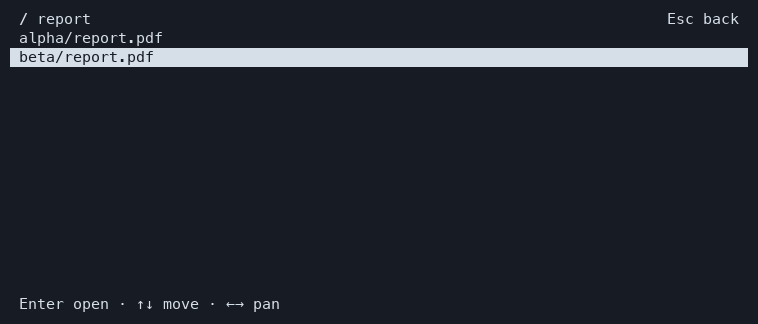 / report Esc back
alpha/report.pdf
beta/report.pdf
Enter open · ↑↓ move · ←→ pan